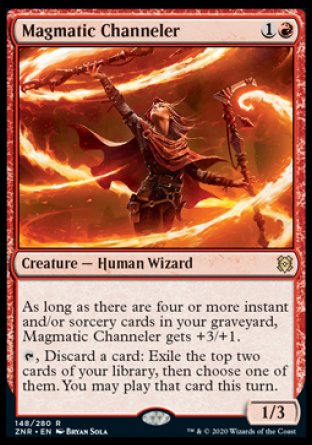 Magmatic Channeler 1
Creature — Human Wizard
As long as there are four or more instant
and/or sorcery cards in your graveyard,
Magmatic Channeler gets +3/+1.
, Discard a card: Exile the top two
cards of your library, then choose one
of them. You may play that card this turn.
1/3
148/280 R
ZNR • EN BRYAN SOLA ™ & © 2020 Wizards of the Coast